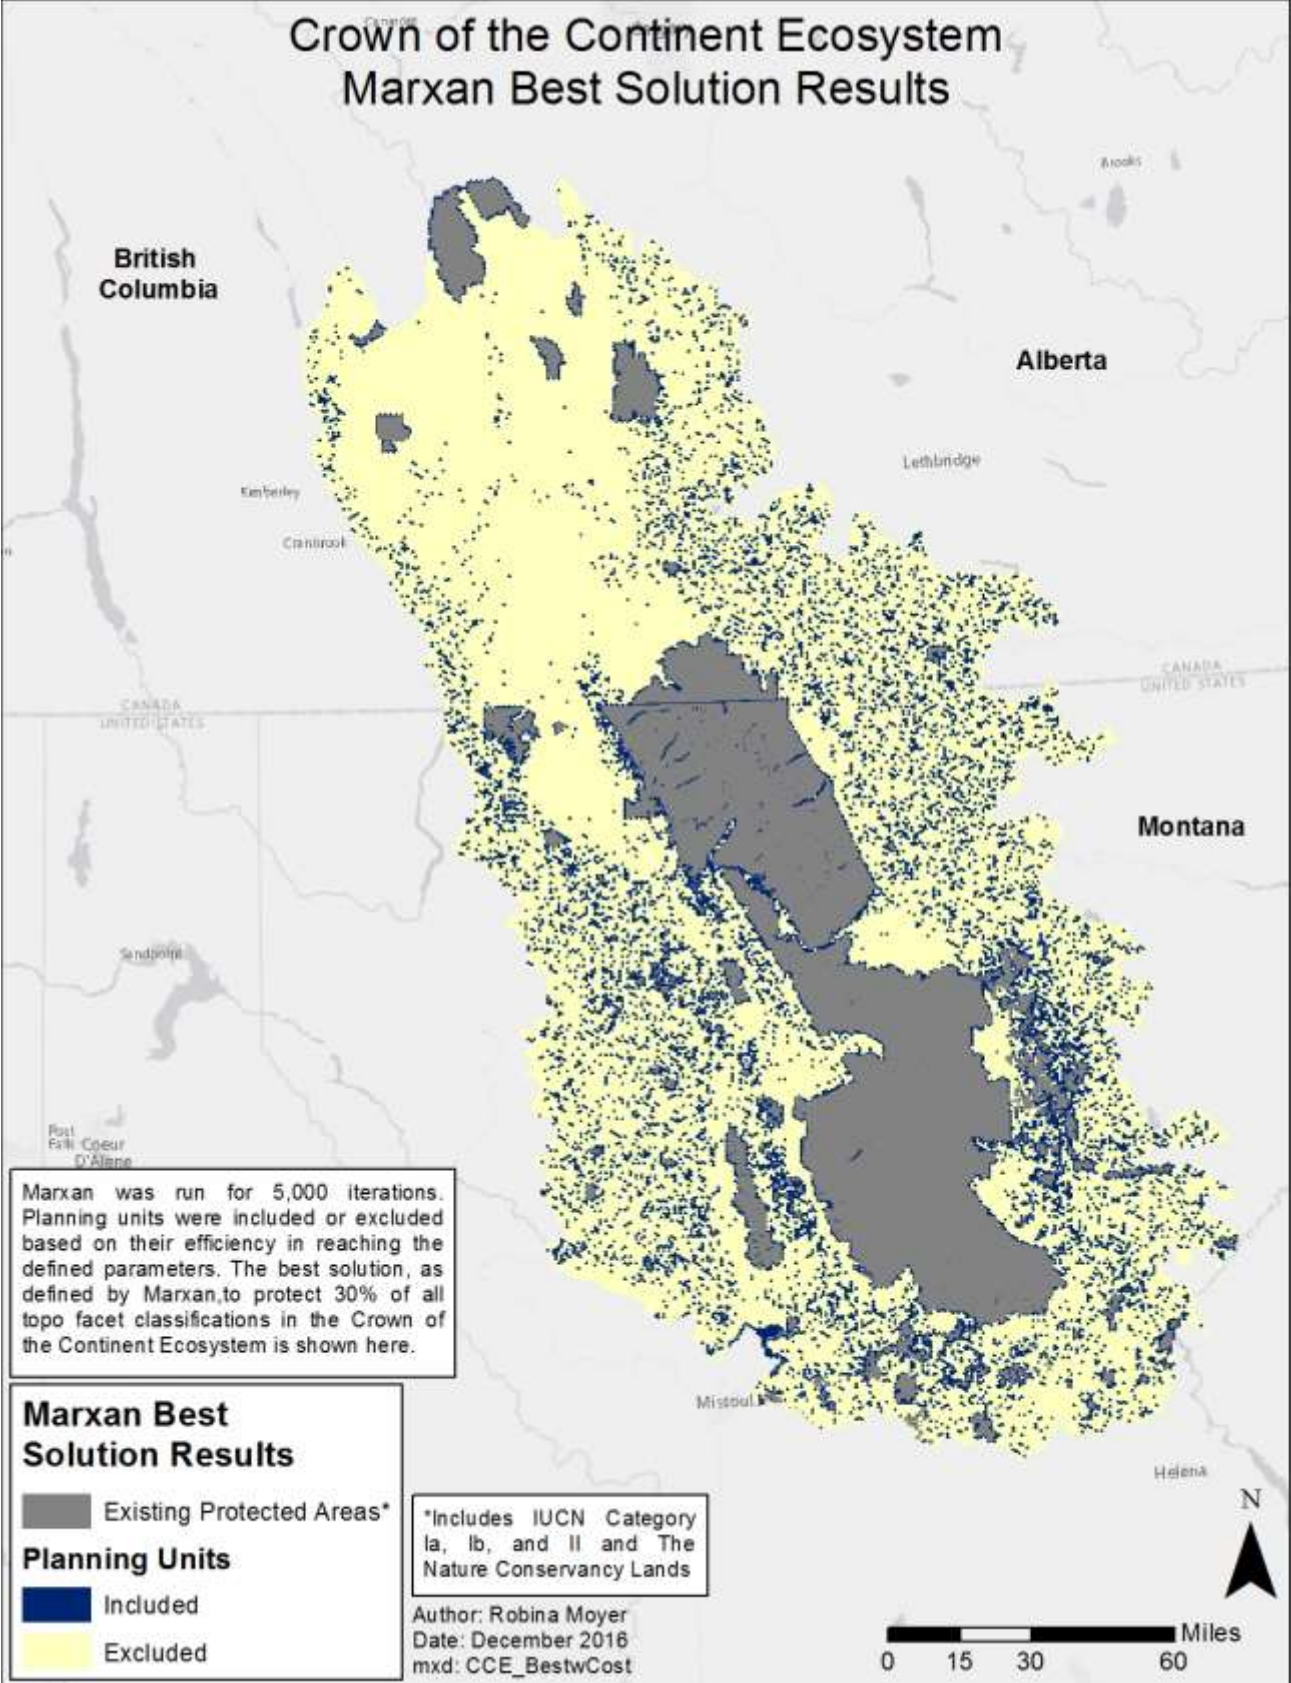 Crown of the Continent Ecosystem
Marxan Best Solution Results
Brooks
British
Columbia
Alberta
Lethbridge
Kimberley
Cranbrook
CANADA
UNITED STATES
CANADA
UNITED STATES
Montana
Sandpoint
Post
Falls Coeur
D'Alene
Marxan was run for 5,000 iterations.
Planning units were included or excluded
based on their efficiency in reaching the
defined parameters. The best solution, as
defined by Marxan,to protect 30% of all
topo facet classifications in the Crown of
the Continent Ecosystem is shown here.
Missoula
Helena
Marxan Best
Solution Results
Existing Protected Areas*
Planning Units
Included
Excluded
*Includes IUCN Category
Ia, Ib, and II and The
Nature Conservancy Lands
Author: Robina Moyer
Date: December 2016
mxd: CCE_BestwCost
N
Miles
0 15 30 60